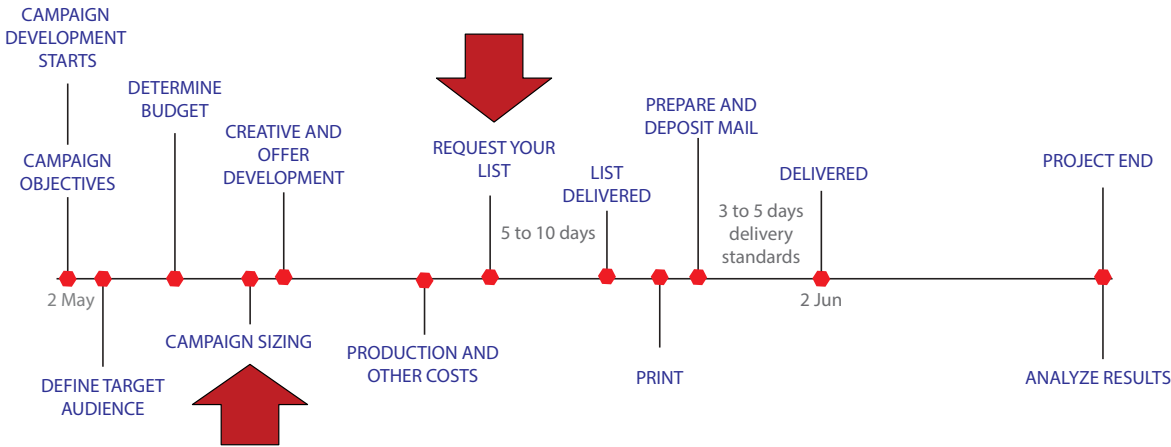 CAMPAIGN
DEVELOPMENT
STARTS
DETERMINE
BUDGET
CREATIVE AND
OFFER
DEVELOPMENT
CAMPAIGN
OBJECTIVES
REQUEST YOUR
LIST
LIST
DELIVERED
PREPARE AND
DEPOSIT MAIL
DELIVERED
PROJECT END
5 to 10 days
3 to 5 days
delivery
standards
2 May
2 Jun
DEFINE TARGET
AUDIENCE
CAMPAIGN SIZING
PRODUCTION AND
OTHER COSTS
PRINT
ANALYZE RESULTS